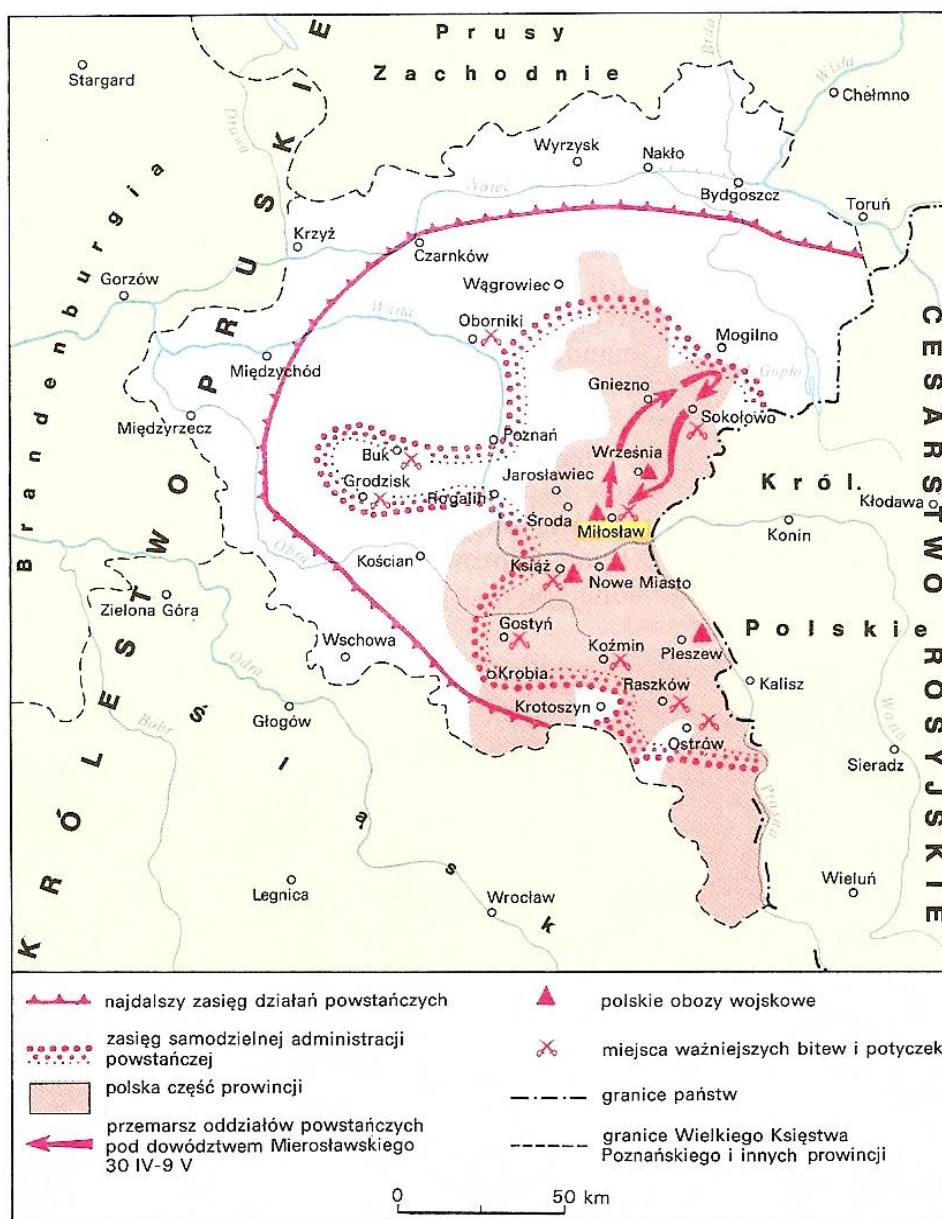 Prusy
Zachodnie
Stargard
Drawa
Brda
Wisła
Chełmno
Wyrzysk
Nakło
Bydgoszcz
Toruń
Noteć
Krzyż
Czarnków
Gorzów
Brandenburgia
KRÓLESTWO PRUSKIE
Wągrowiec
Warta
Oborniki
Mogilno
Międzychód
Gniezno
Gopło
Sokołowo
Międzyrzecz
Poznań
Buk
Września
Jarosławiec
Grodzisk
Rogalin
Środa
Miłosław
Król.
Kłodawa
Konin
CESARSTWO ROSYJSKIE
Obra
Kościan
Książ
Nowe Miasto
Zielona Góra
Wschowa
Gostyń
Koźmin
Pleszew
Polskie
Odra
Krobia
Raszków
Kalisz
Głogów
Krotoszyn
Ostrów
Bóbr
Warta
Sieradz
Śląsk
Prosna
Legnica
Wrocław
Wieluń
najdalszy zasięg działań powstańczych
zasięg samodzielnej administracji
powstańczej
polska część prowincji
przemarsz oddziałów powstańczych
pod dowództwem Mierosławskiego
30 IV-9 V
polskie obozy wojskowe
miejsca ważniejszych bitew i potyczek
granice państw
granice Wielkiego Księstwa
Poznańskiego i innych prowincji
0 50 km